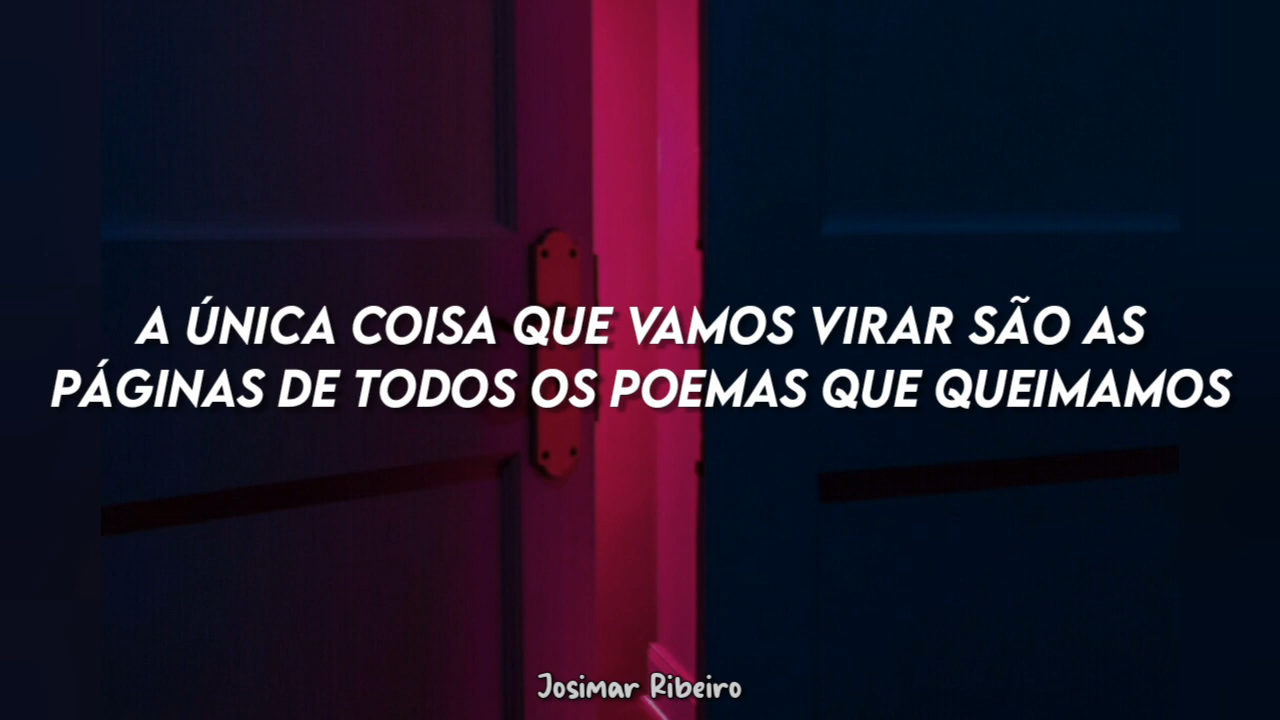 A ÚNICA COISA QUE VAMOS VIRAR SÃO AS
PÁGINAS DE TODOS OS POEMAS QUE QUEIMAMOS
Josimar Ribeiro